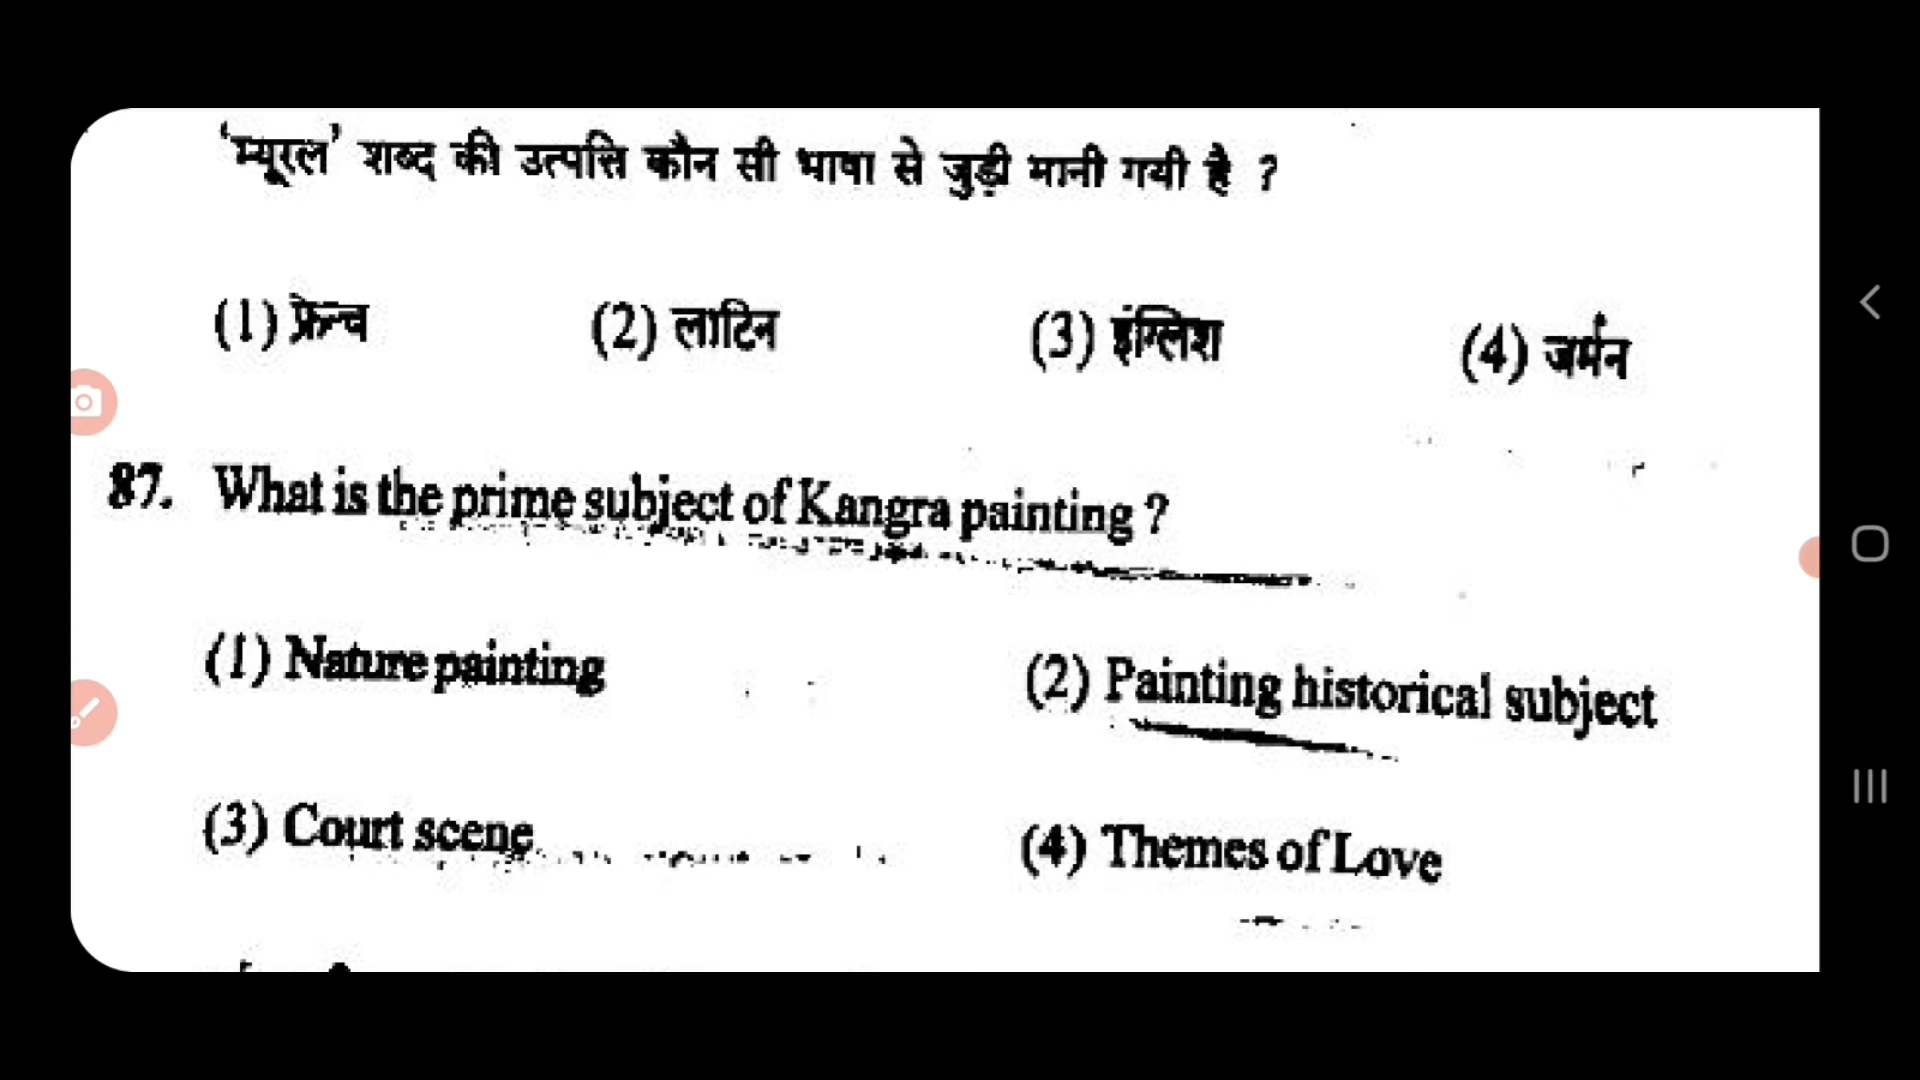 'म्यूरल' शब्द की उत्पत्ति कौन सी भाषा से जुड़ी मानी गयी है ?
(1) फ्रेन्च (2) लाटिन (3) इंग्लिश (4) जर्मन
87. What is the prime subject of Kangra painting ?
(1) Nature painting (2) Painting historical subject
(3) Court scene (4) Themes of Love